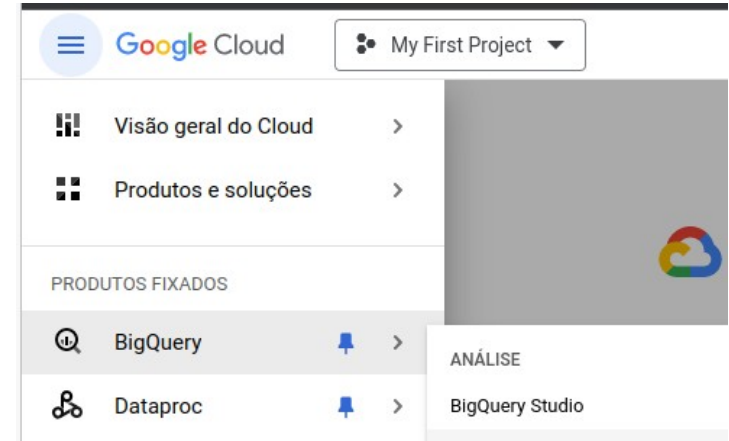 Google Cloud
My First Project
Visão geral do Cloud
Produtos e soluções
PRODUTOS FIXADOS
BigQuery
Dataproc
ANÁLISE
BigQuery Studio